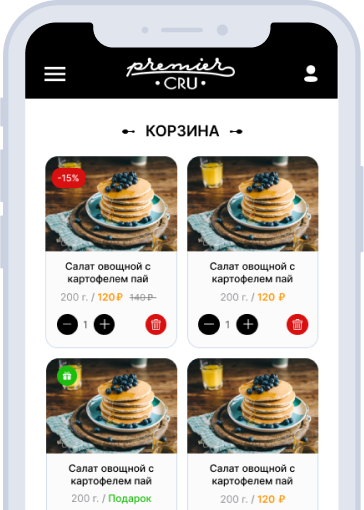 premier
CRU
КОРЗИНА
-15%
Салат овощной с
картофелем пай
200 г. / 120 ₽ 140 ₽
1
Салат овощной с
картофелем пай
200 г. / 120 ₽
1
Салат овощной с
картофелем пай
200 г. / Подарок
Салат овощной с
картофелем пай
200 г. / 120 ₽